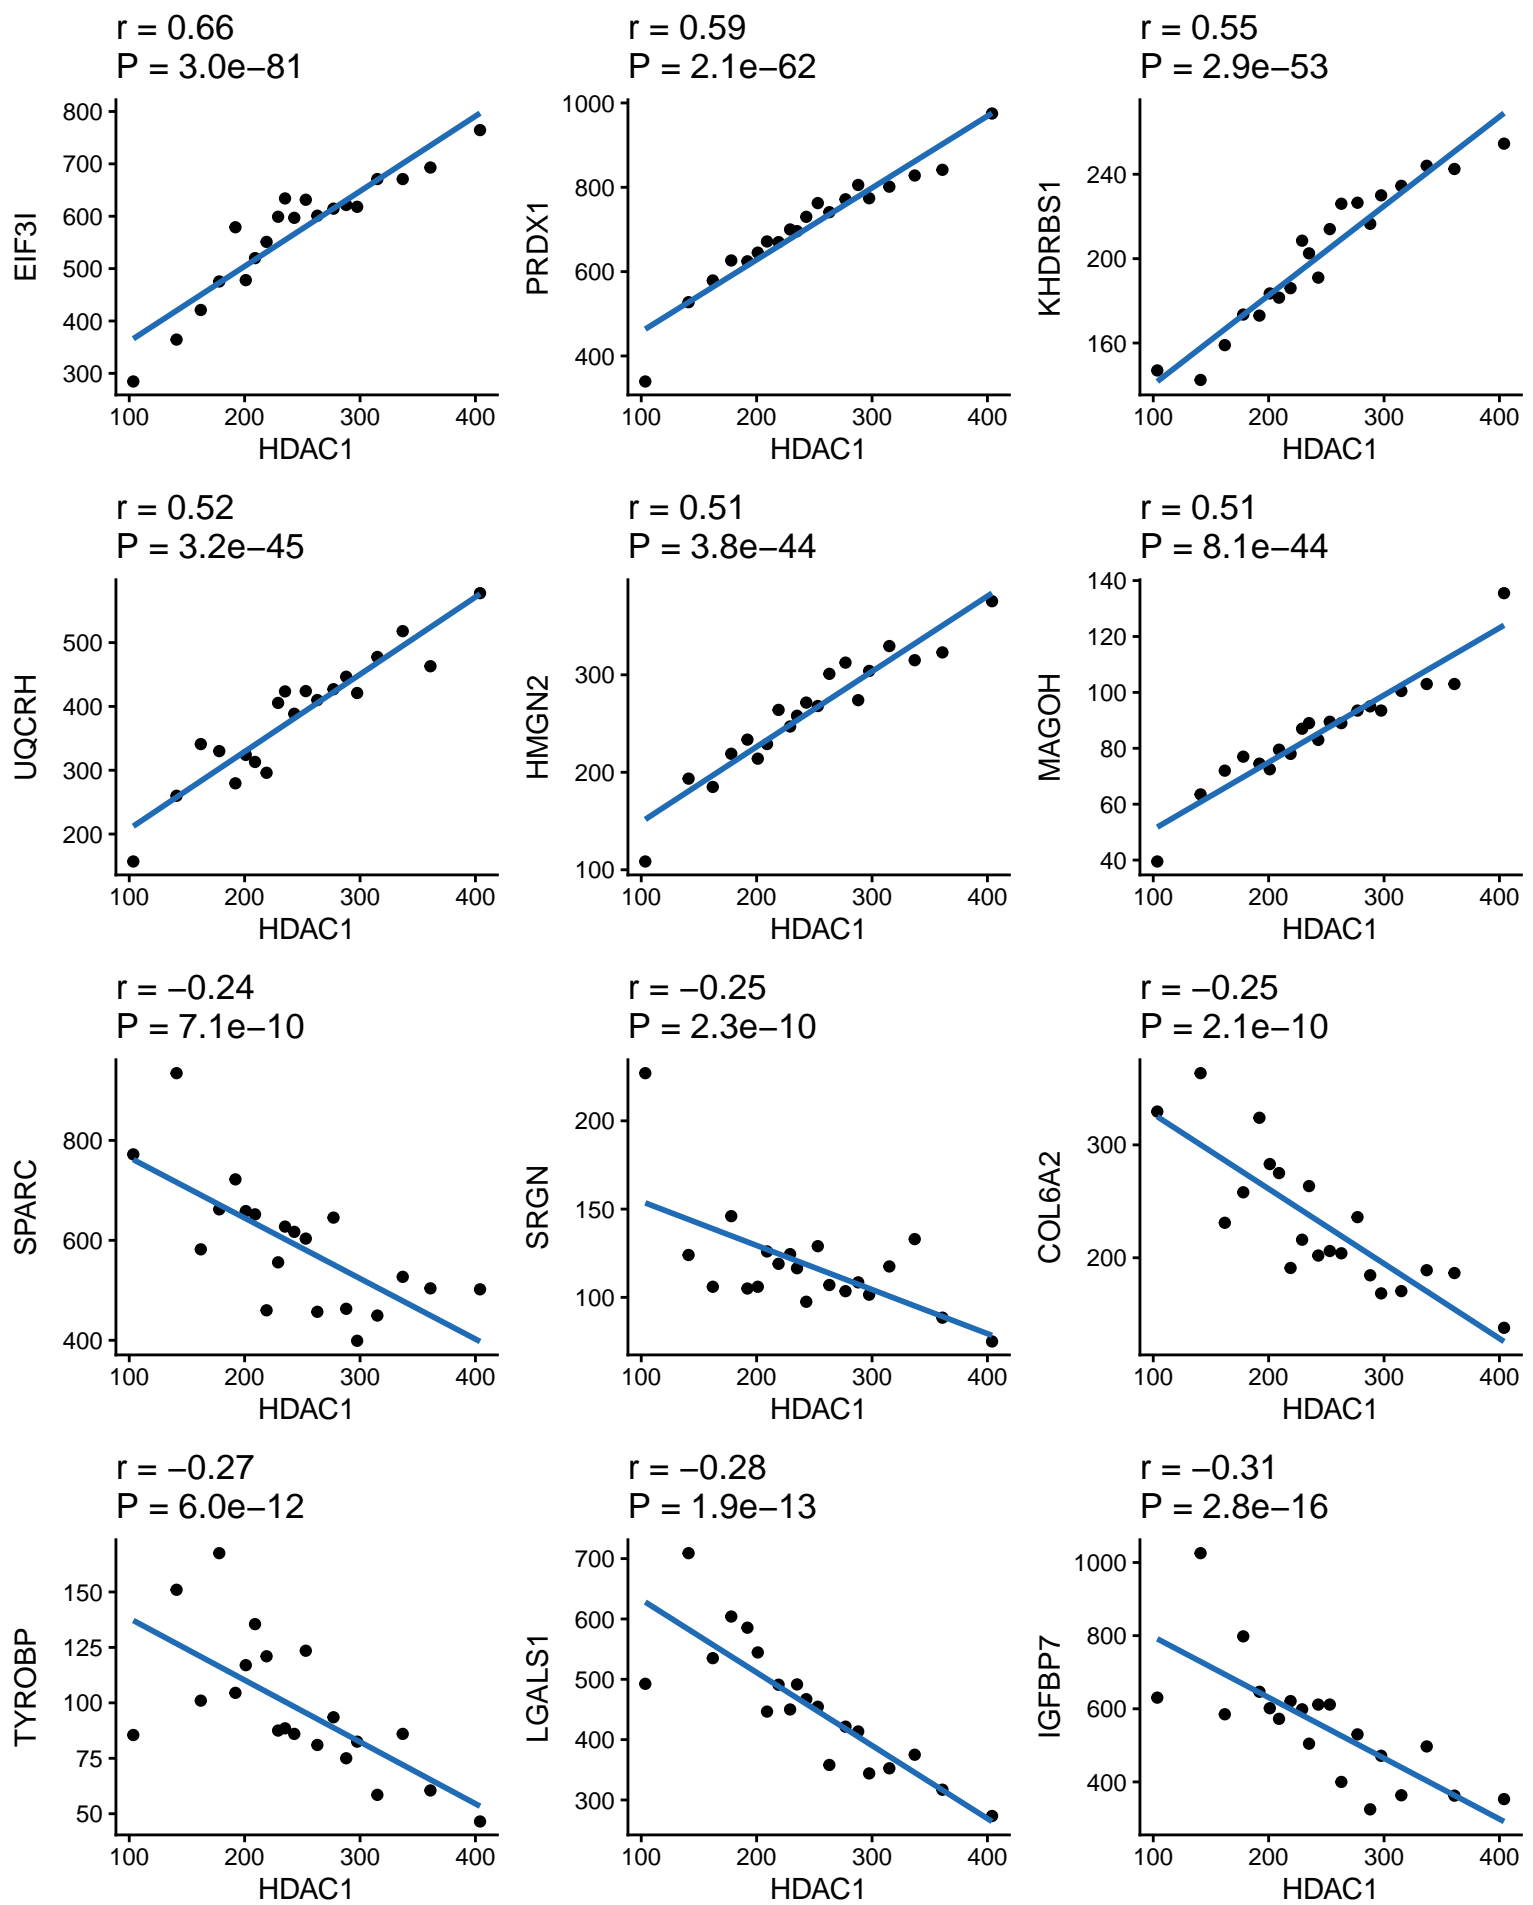 r = 0.66
P = 3.0e−81
800
700
600
500
400
300
EIF3I
100 200 300 400
HDAC1
r = 0.59
P = 2.1e−62
1000
800
600
400
PRDX1
100 200 300 400
HDAC1
r = 0.55
P = 2.9e−53
240
200
160
KHDRBS1
100 200 300 400
HDAC1
r = 0.52
P = 3.2e−45
500
400
300
200
UQCRH
100 200 300 400
HDAC1
r = 0.51
P = 3.8e−44
300
200
100
HMGN2
100 200 300 400
HDAC1
r = 0.51
P = 8.1e−44
140
120
100
80
60
40
MAGOH
100 200 300 400
HDAC1
r = −0.24
P = 7.1e−10
800
600
400
SPARC
100 200 300 400
HDAC1
r = −0.25
P = 2.3e−10
200
150
100
SRGN
100 200 300 400
HDAC1
r = −0.25
P = 2.1e−10
300
200
COL6A2
100 200 300 400
HDAC1
r = −0.27
P = 6.0e−12
150
125
100
75
50
TYROBP
100 200 300 400
HDAC1
r = −0.28
P = 1.9e−13
700
600
500
400
300
LGALS1
100 200 300 400
HDAC1
r = −0.31
P = 2.8e−16
1000
800
600
400
IGFBP7
100 200 300 400
HDAC1